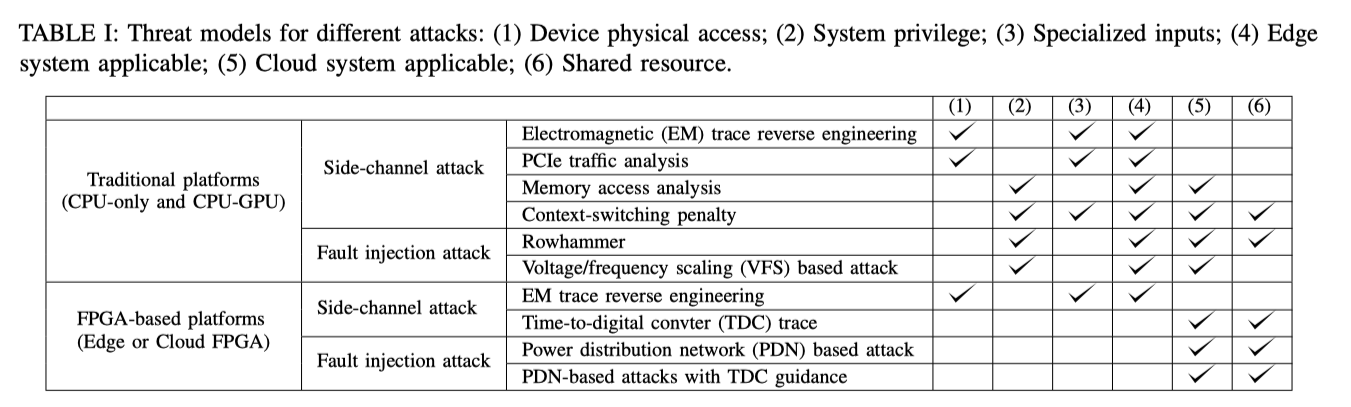 TABLE I: Threat models for different attacks: (1) Device physical access; (2) System privilege; (3) Specialized inputs; (4) Edge
system applicable; (5) Cloud system applicable; (6) Shared resource.
(1) (2) (3) (4) (5) (6)
Traditional platforms
(CPU-only and CPU-GPU)
Side-channel attack
Electromagnetic (EM) trace reverse engineering ✓ ✓ ✓
PCIe traffic analysis ✓ ✓ ✓
Memory access analysis ✓ ✓ ✓
Context-switching penalty ✓ ✓ ✓ ✓ ✓
Fault injection attack
Rowhammer ✓ ✓ ✓ ✓
Voltage/frequency scaling (VFS) based attack ✓ ✓ ✓
FPGA-based platforms
(Edge or Cloud FPGA)
Side-channel attack
EM trace reverse engineering ✓ ✓ ✓
Time-to-digital convter (TDC) trace ✓ ✓
Fault injection attack
Power distribution network (PDN) based attack ✓ ✓
PDN-based attacks with TDC guidance ✓ ✓